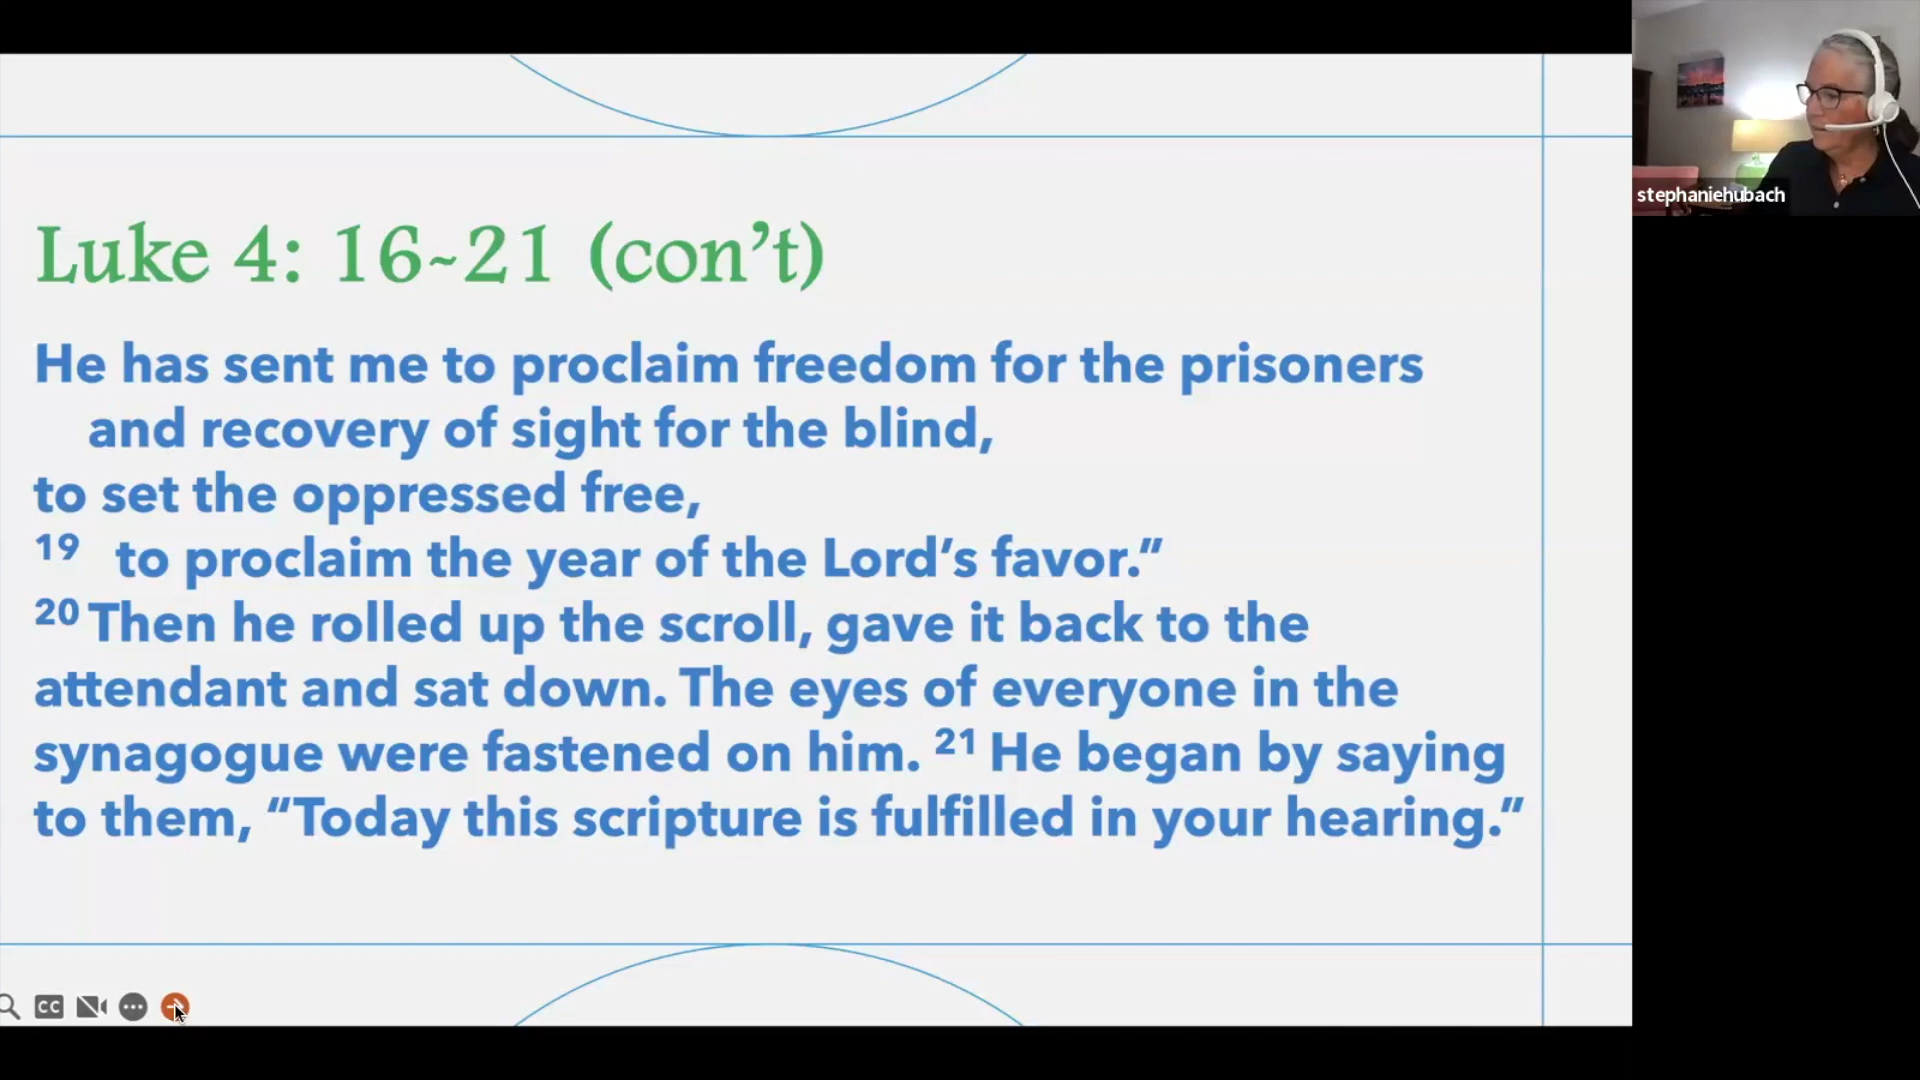 Luke 4: 16~21 (con’t)
He has sent me to proclaim freedom for the prisoners
and recovery of sight for the blind,
to set the oppressed free,
19 to proclaim the year of the Lord’s favor.”
20 Then he rolled up the scroll, gave it back to the
attendant and sat down. The eyes of everyone in the
synagogue were fastened on him. 21 He began by saying
to them, “Today this scripture is fulfilled in your hearing.”
stephaniehubach
CC